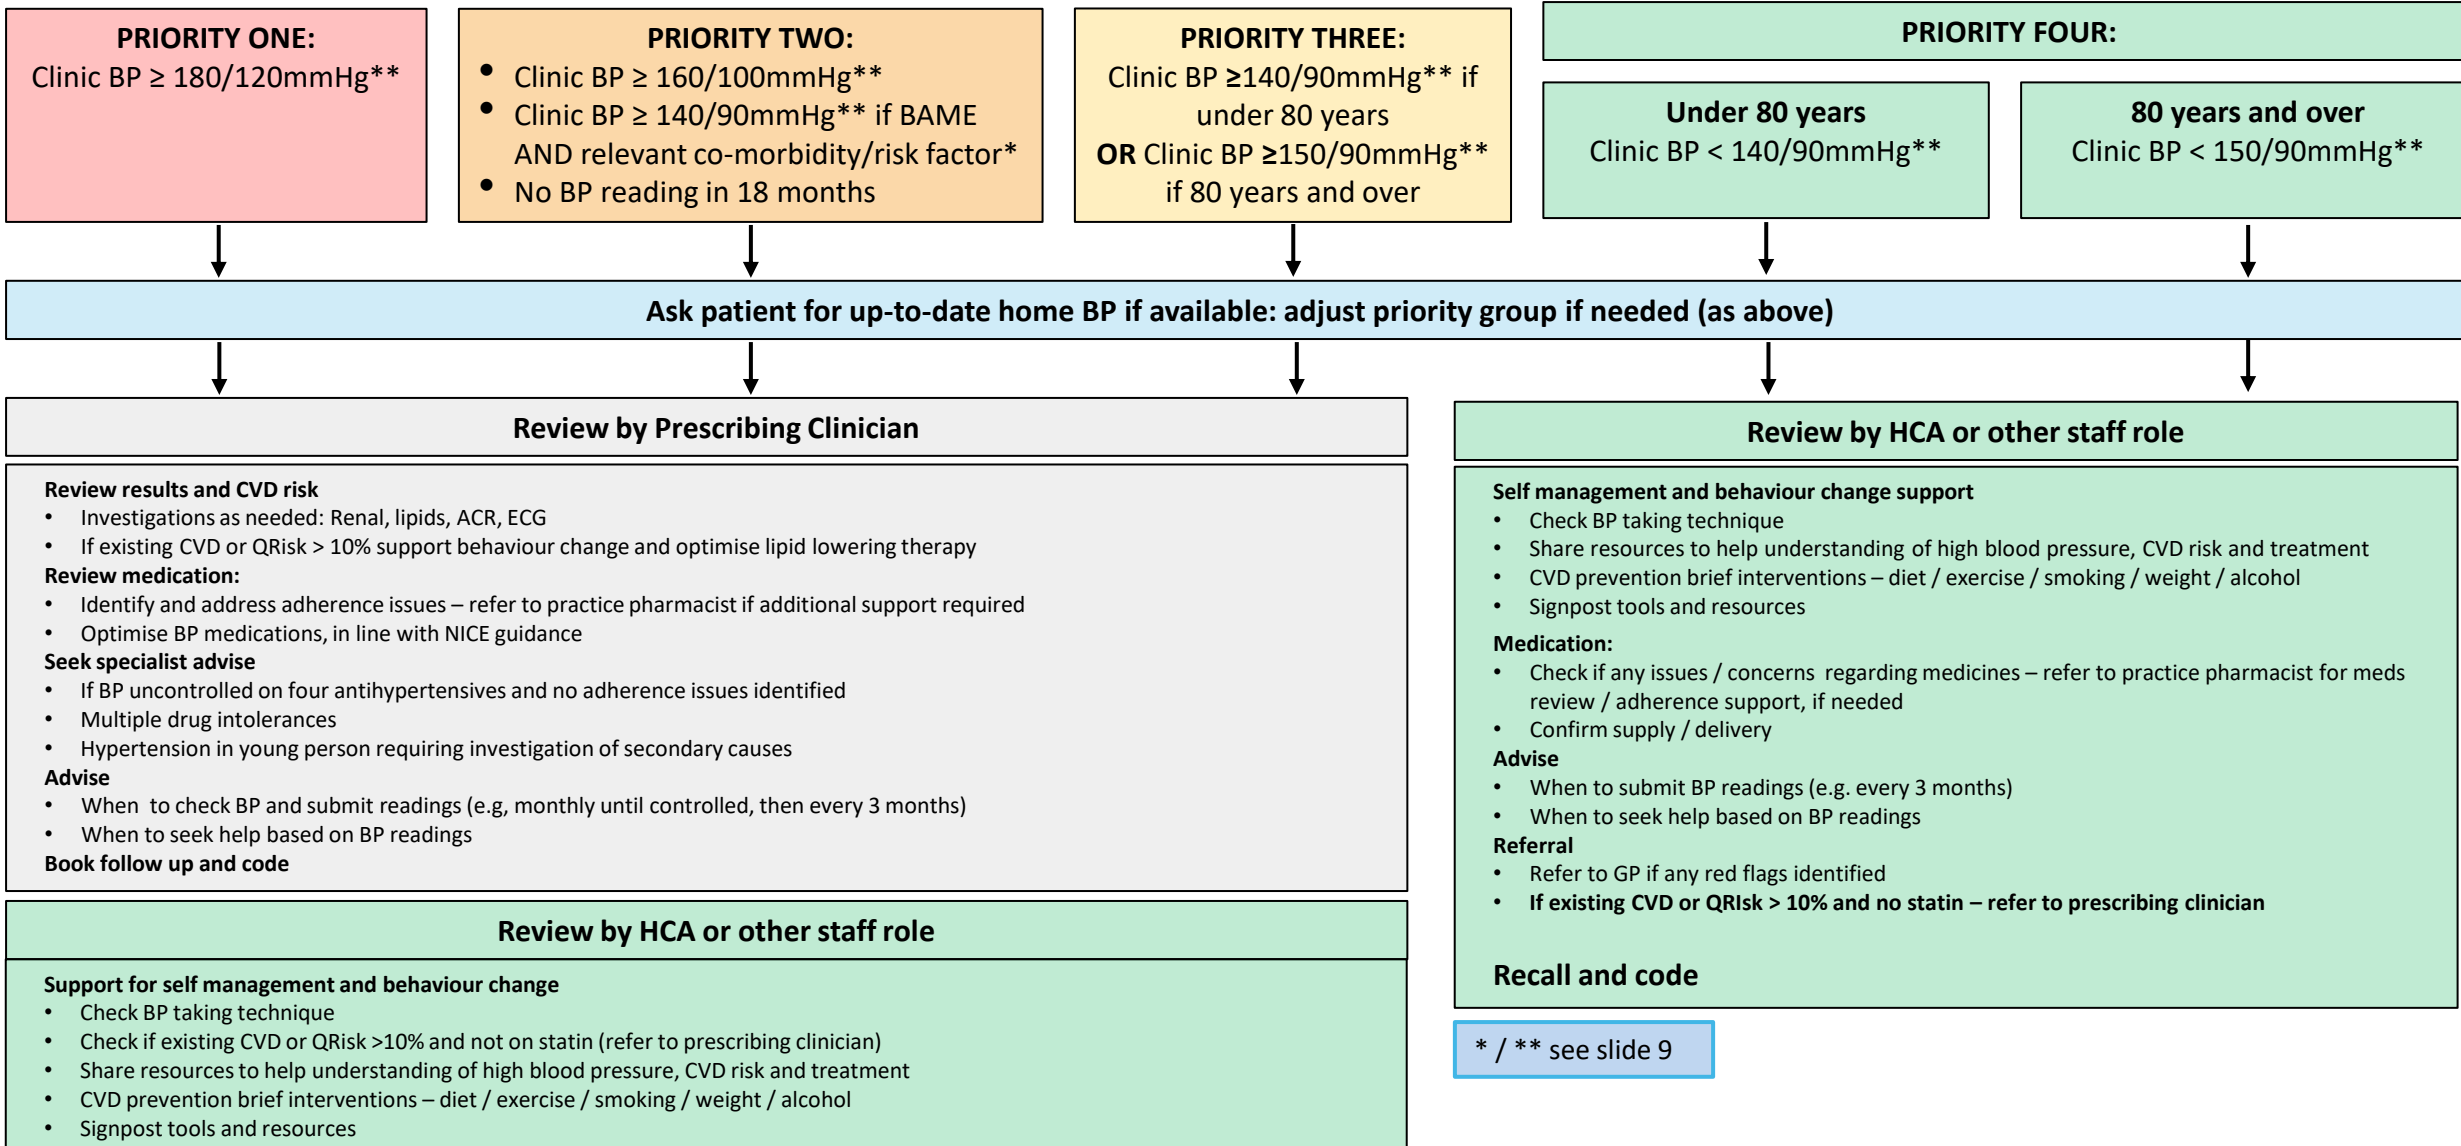 PRIORITY ONE:
Clinic BP ≥ 180/120mmHg**
PRIORITY TWO:
• Clinic BP ≥ 160/100mmHg**
• Clinic BP ≥ 140/90mmHg** if BAME
AND relevant co-morbidity/risk factor*
• No BP reading in 18 months
PRIORITY THREE:
Clinic BP ≥140/90mmHg** if
under 80 years
OR Clinic BP ≥150/90mmHg**
if 80 years and over
PRIORITY FOUR:
Under 80 years
Clinic BP < 140/90mmHg**
80 years and over
Clinic BP < 150/90mmHg**
Ask patient for up-to-date home BP if available: adjust priority group if needed (as above)
Review by Prescribing Clinician
Review results and CVD risk
• Investigations as needed: Renal, lipids, ACR, ECG
• If existing CVD or QRisk > 10% support behaviour change and optimise lipid lowering therapy
Review medication:
• Identify and address adherence issues – refer to practice pharmacist if additional support required
• Optimise BP medications, in line with NICE guidance
Seek specialist advise
• If BP uncontrolled on four antihypertensives and no adherence issues identified
• Multiple drug intolerances
• Hypertension in young person requiring investigation of secondary causes
Advise
• When to check BP and submit readings (e.g, monthly until controlled, then every 3 months)
• When to seek help based on BP readings
Book follow up and code
Review by HCA or other staff role
Support for self management and behaviour change
• Check BP taking technique
• Check if existing CVD or QRisk >10% and not on statin (refer to prescribing clinician)
• Share resources to help understanding of high blood pressure, CVD risk and treatment
• CVD prevention brief interventions – diet / exercise / smoking / weight / alcohol
• Signpost tools and resources
Review by HCA or other staff role
Self management and behaviour change support
• Check BP taking technique
• Share resources to help understanding of high blood pressure, CVD risk and treatment
• CVD prevention brief interventions – diet / exercise / smoking / weight / alcohol
• Signpost tools and resources
Medication:
• Check if any issues / concerns regarding medicines – refer to practice pharmacist for meds
review / adherence support, if needed
• Confirm supply / delivery
Advise
• When to submit BP readings (e.g. every 3 months)
• When to seek help based on BP readings
Referral
• Refer to GP if any red flags identified
• If existing CVD or QRIsk > 10% and no statin – refer to prescribing clinician
Recall and code
* / ** see slide 9